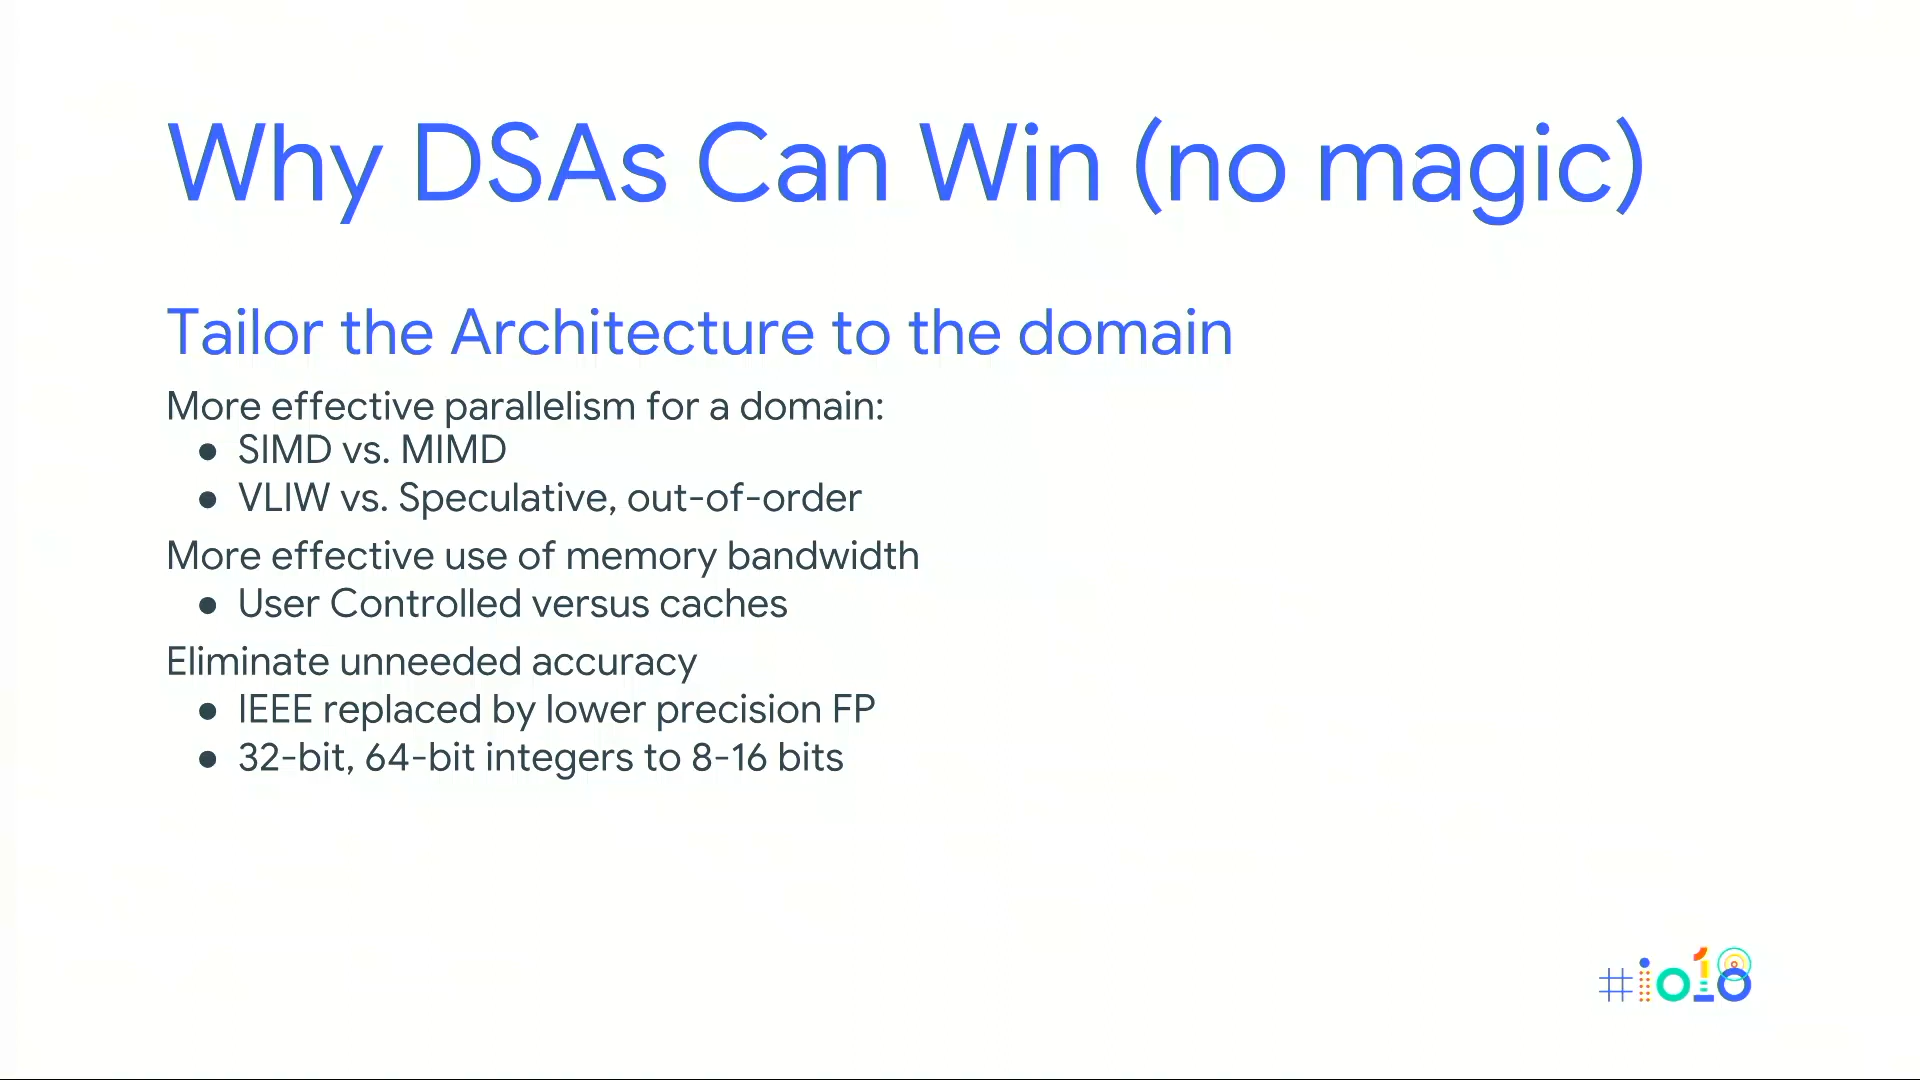 Why DSAs Can Win (no magic)
Tailor the Architecture to the domain
More effective parallelism for a domain:
● SIMD vs. MIMD
● VLIW vs. Speculative, out-of-order
More effective use of memory bandwidth
● User Controlled versus caches
Eliminate unneeded accuracy
● IEEE replaced by lower precision FP
● 32-bit, 64-bit integers to 8-16 bits
#io18